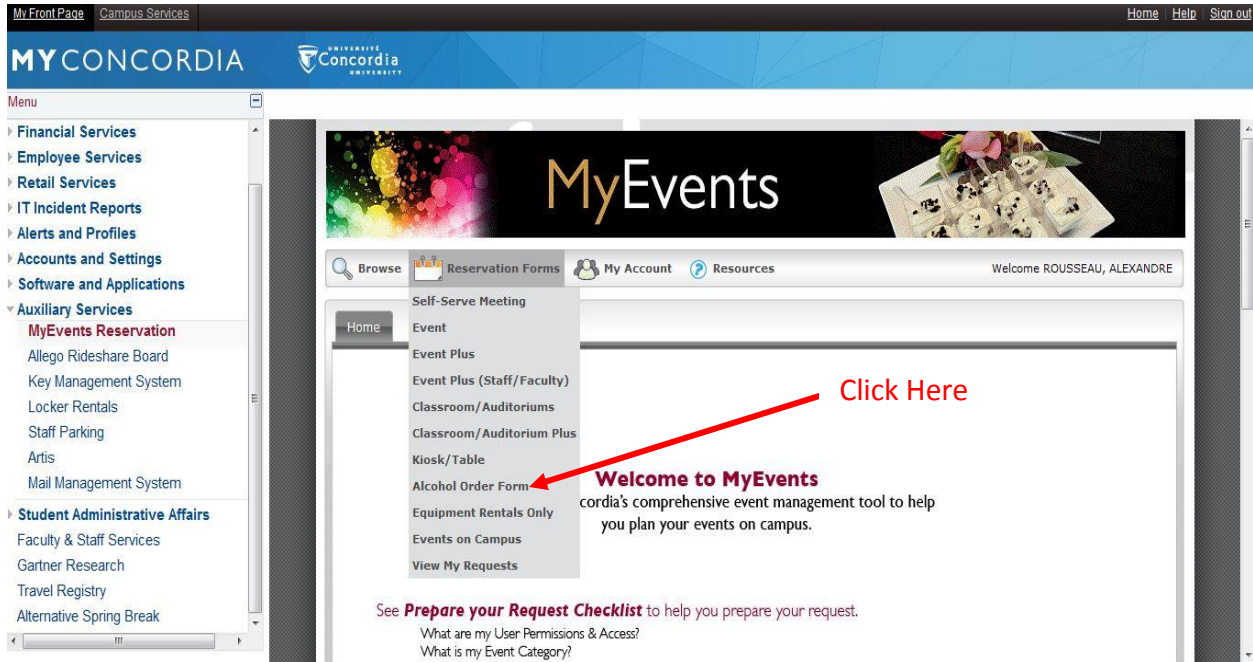 My Front Page Campus Services
Home Help Sign out
MYCONCORDIA
UNIVERSITÉ
Concordia
UNIVERSITY
Menu
Financial Services
Employee Services
Retail Services
IT Incident Reports
Alerts and Profiles
Accounts and Settings
Software and Applications
Auxiliary Services
MyEvents Reservation
Allego Rideshare Board
Key Management System
Locker Rentals
Staff Parking
Artis
Mail Management System
Student Administrative Affairs
Faculty & Staff Services
Gartner Research
Travel Registry
Alternative Spring Break
MyEvents
Browse Reservation Forms My Account Resources Welcome ROUSSEAU, ALEXANDRE
Home
Self-Serve Meeting
Event
Event Plus
Event Plus (Staff/Faculty)
Classroom/Auditoriums
Classroom/Auditorium Plus
Kiosk/Table
Alcohol Order Form
Equipment Rentals Only
Events on Campus
View My Requests
Click Here
Welcome to MyEvents
cordia's comprehensive event management tool to help
you plan your events on campus.
See Prepare your Request Checklist to help you prepare your request.
What are my User Permissions & Access?
What is my Event Category?